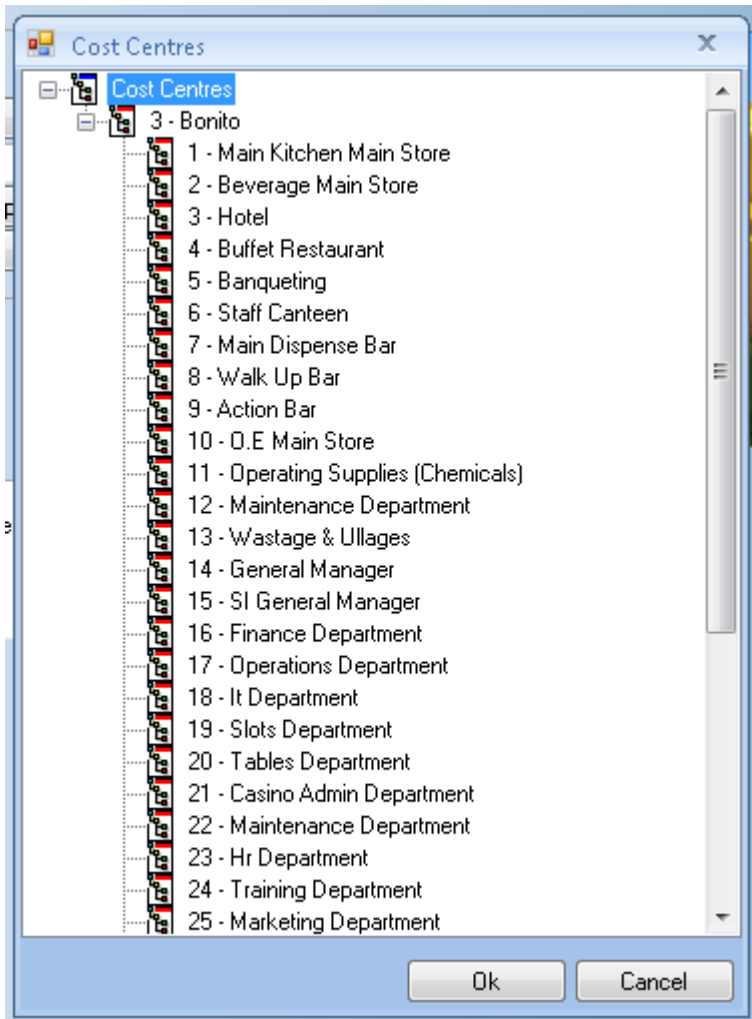 Cost Centres
Cost Centres
3 - Bonito
1 - Main Kitchen Main Store
2 - Beverage Main Store
3 - Hotel
4 - Buffet Restaurant
5 - Banqueting
6 - Staff Canteen
7 - Main Dispense Bar
8 - Walk Up Bar
9 - Action Bar
10 - O.E Main Store
11 - Operating Supplies (Chemicals)
12 - Maintenance Department
13 - Wastage & Ullages
14 - General Manager
15 - SI General Manager
16 - Finance Department
17 - Operations Department
18 - It Department
19 - Slots Department
20 - Tables Department
21 - Casino Admin Department
22 - Maintenance Department
23 - Hr Department
24 - Training Department
25 - Marketing Department
Ok Cancel